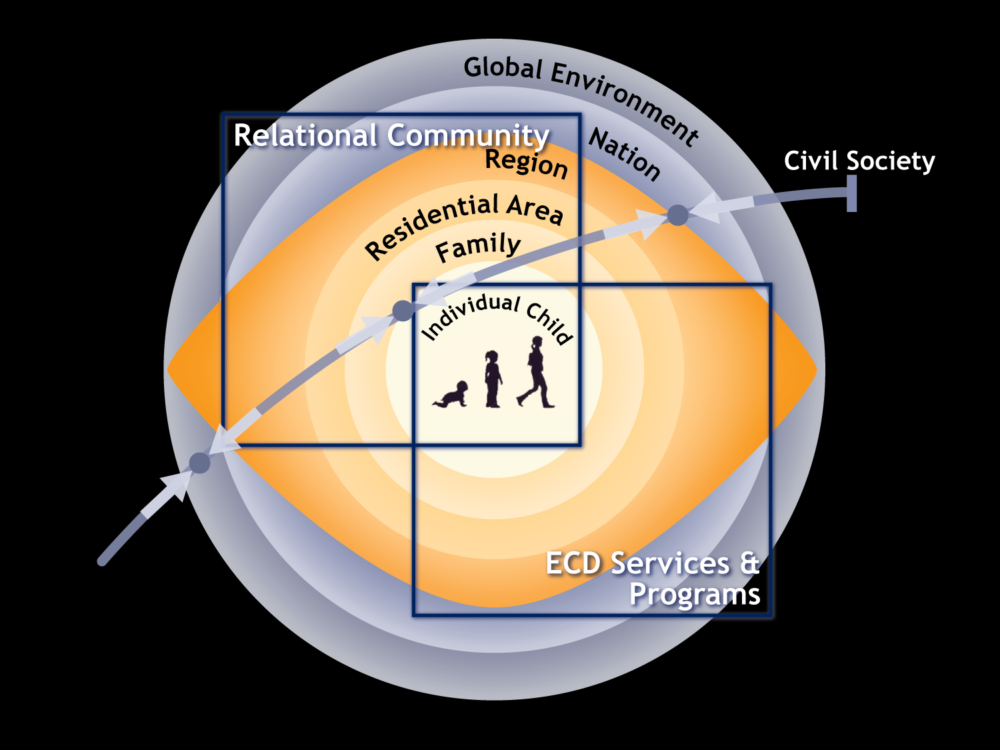 Global Environment
Nation
Relational Community
Region
Civil Society
Residential Area
Family
Individual Child
ECD Services &
Programs